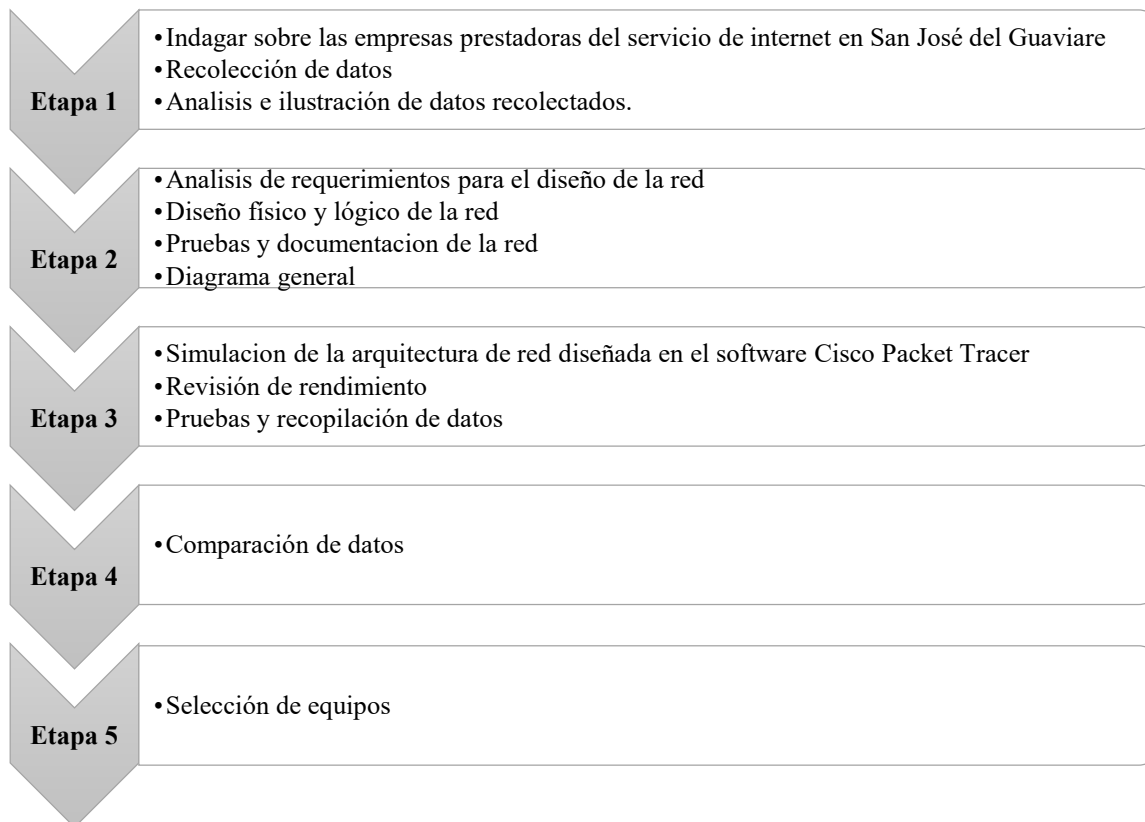 Etapa 1
•Indagar sobre las empresas prestadoras del servicio de internet en San José del Guaviare
•Recolección de datos
•Analisis e ilustración de datos recolectados.
Etapa 2
•Analisis de requerimientos para el diseño de la red
•Diseño físico y lógico de la red
•Pruebas y documentacion de la red
•Diagrama general
Etapa 3
•Simulacion de la arquitectura de red diseñada en el software Cisco Packet Tracer
•Revisión de rendimiento
•Pruebas y recopilación de datos
Etapa 4
•Comparación de datos
Etapa 5
•Selección de equipos